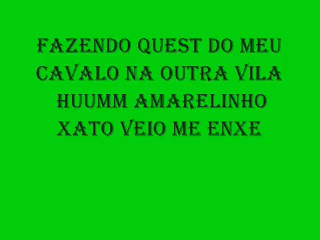 FAZENDO QUEST DO MEU
CAVALO NA OUTRA VILA
HUUMM AMARELINHO
XATO VEIO ME ENXE